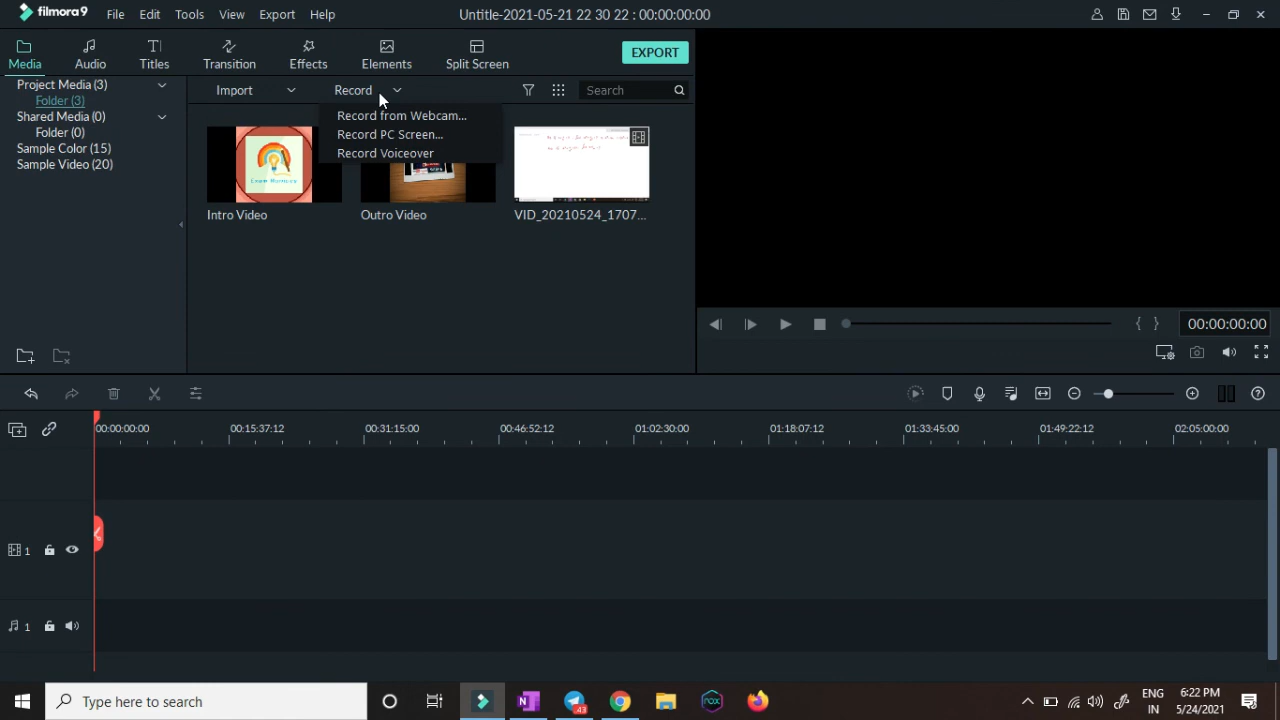 filmora9 File Edit Tools View Export Help Untitle-2021-05-21 22 30 22 : 00:00:00:00
Media Audio Titles Transition Effects Elements Split Screen EXPORT
Project Media (3) Import Record Search
Folder (3)
Shared Media (0) Record from Webcam...
Folder (0) Record PC Screen...
Sample Color (15) Record Voiceover
Sample Video (20)
Exam Memory
Intro Video Outro Video VID_20210524_1707...
{ } 00:00:00:00
00:00:00:00 00:15:37:12 00:31:15:00 00:46:52:12 01:02:30:00 01:18:07:12 01:33:45:00 01:49:22:12 02:05:00:00
1
1
Type here to search N 43 nox ENG 6:22 PM
IN 5/24/2021